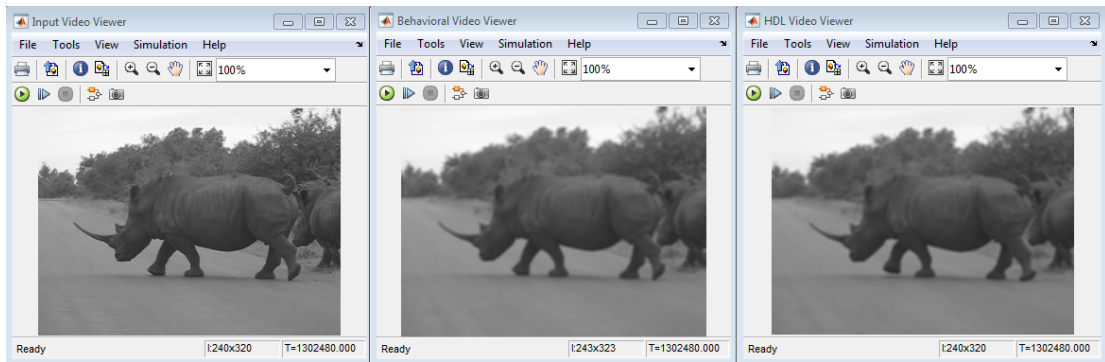 Input Video Viewer
File Tools View Simulation Help
100%
Ready I:240x320 T=1302480.000
Behavioral Video Viewer
File Tools View Simulation Help
100%
Ready I:243x323 T=1302480.000
HDL Video Viewer
File Tools View Simulation Help
100%
Ready I:240x320 T=1302480.000